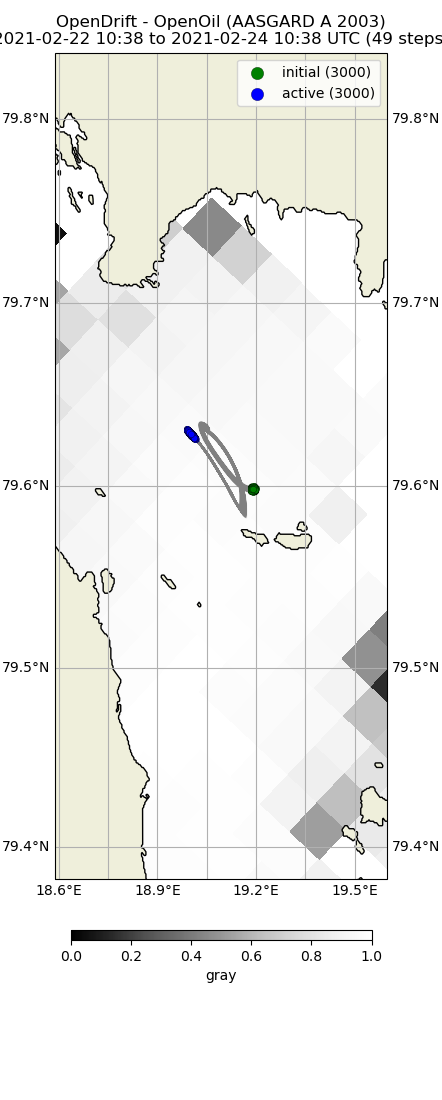 OpenDrift - OpenOil (AASGARD A 2003)
2021-02-22 10:38 to 2021-02-24 10:38 UTC (49 steps
initial (3000)
active (3000)
79.8°N 79.8°N
79.7°N 79.7°N
79.6°N 79.6°N
79.5°N 79.5°N
79.4°N 79.4°N
18.6°E 18.9°E 19.2°E 19.5°E
0.0 0.2 0.4 0.6 0.8 1.0
gray